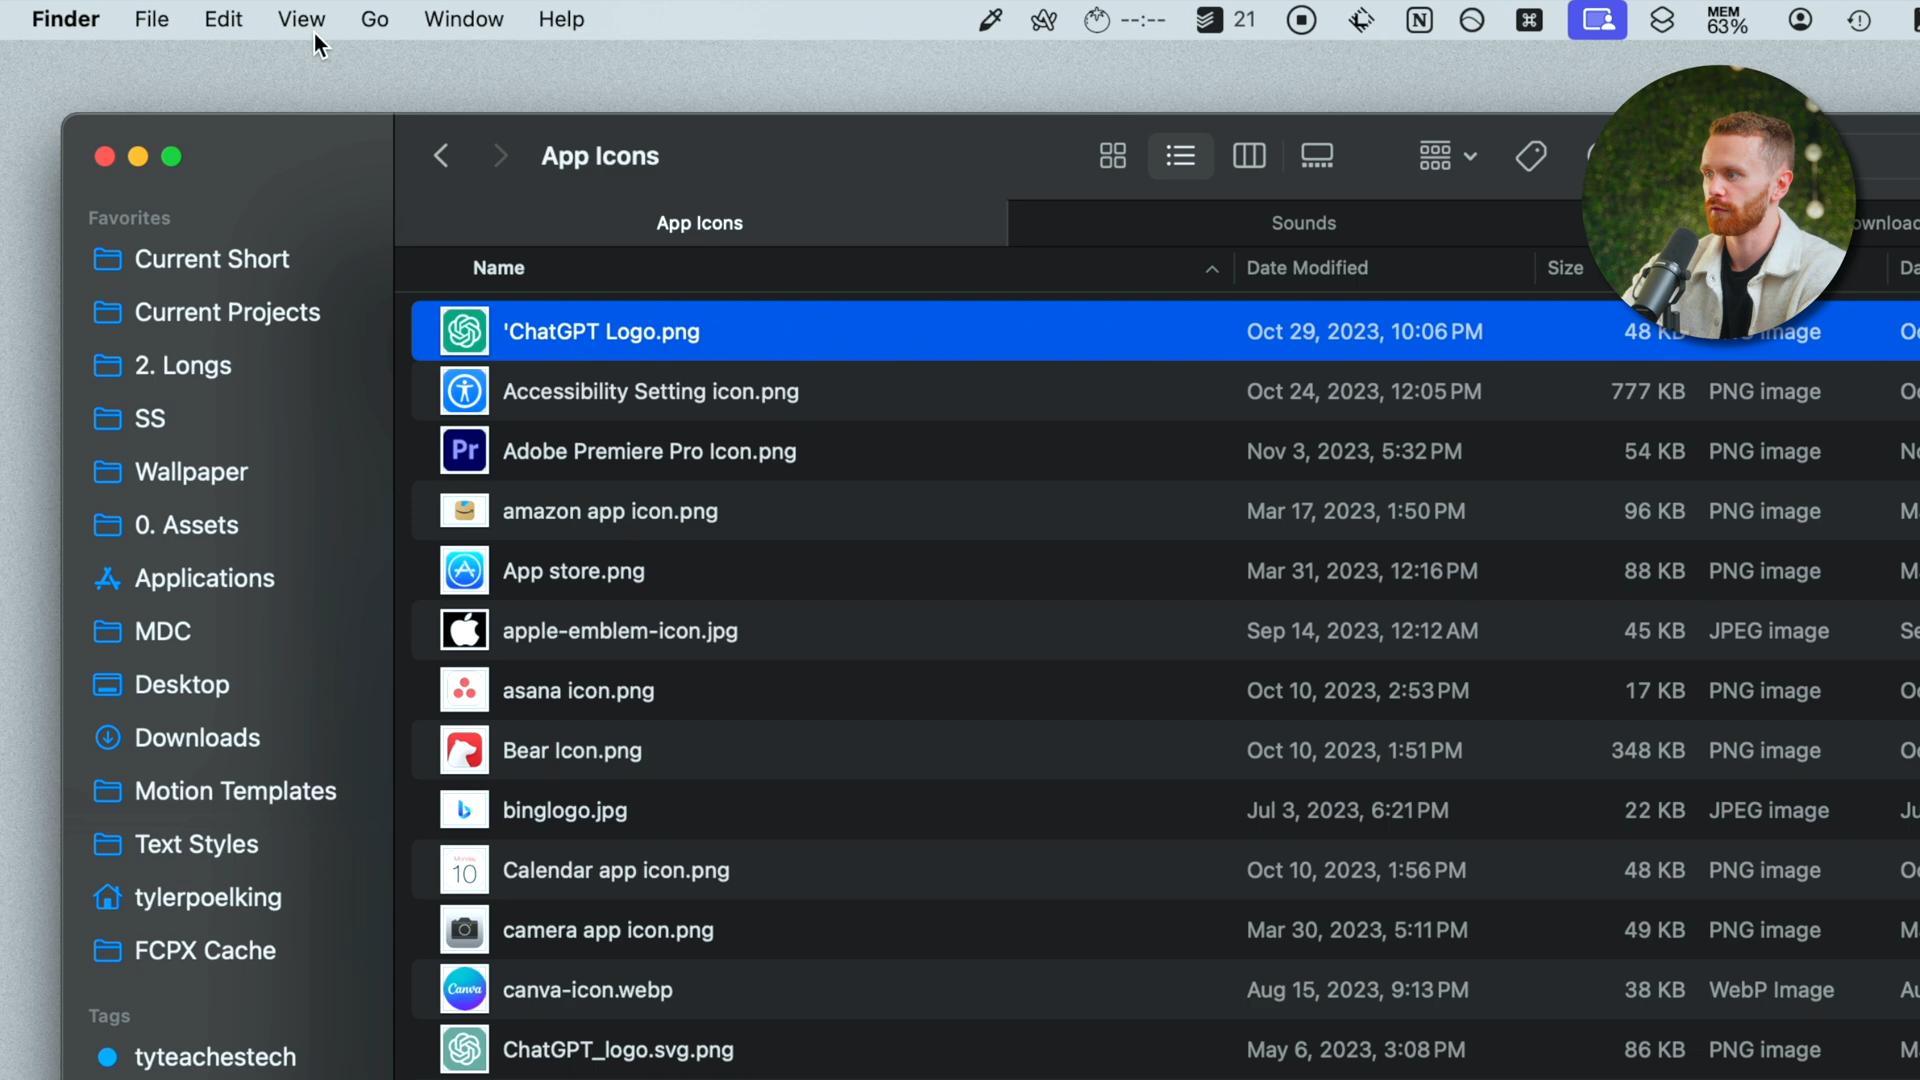 Finder File Edit View Go Window Help --:-- 21 MEM 63%
App Icons
App Icons Sounds
Favorites
Current Short
Current Projects
2. Longs
SS
Wallpaper
0. Assets
Applications
MDC
Desktop
Downloads
Motion Templates
Text Styles
tylerpoelking
FCPX Cache
Tags
tyteachestech
Name Date Modified Size
'ChatGPT Logo.png Oct 29, 2023, 10:06 PM 48 KB image
Accessibility Setting icon.png Oct 24, 2023, 12:05 PM 777 KB PNG image
Adobe Premiere Pro Icon.png Nov 3, 2023, 5:32 PM 54 KB PNG image
amazon app icon.png Mar 17, 2023, 1:50 PM 96 KB PNG image
App store.png Mar 31, 2023, 12:16 PM 88 KB PNG image
apple-emblem-icon.jpg Sep 14, 2023, 12:12 AM 45 KB JPEG image
asana icon.png Oct 10, 2023, 2:53 PM 17 KB PNG image
Bear Icon.png Oct 10, 2023, 1:51 PM 348 KB PNG image
binglogo.jpg Jul 3, 2023, 6:21 PM 22 KB JPEG image
Calendar app icon.png Oct 10, 2023, 1:56 PM 48 KB PNG image
camera app icon.png Mar 30, 2023, 5:11 PM 49 KB PNG image
canva-icon.webp Aug 15, 2023, 9:13 PM 38 KB WebP Image
ChatGPT_logo.svg.png May 6, 2023, 3:08 PM 86 KB PNG image
Pr
Monday
10
Canva